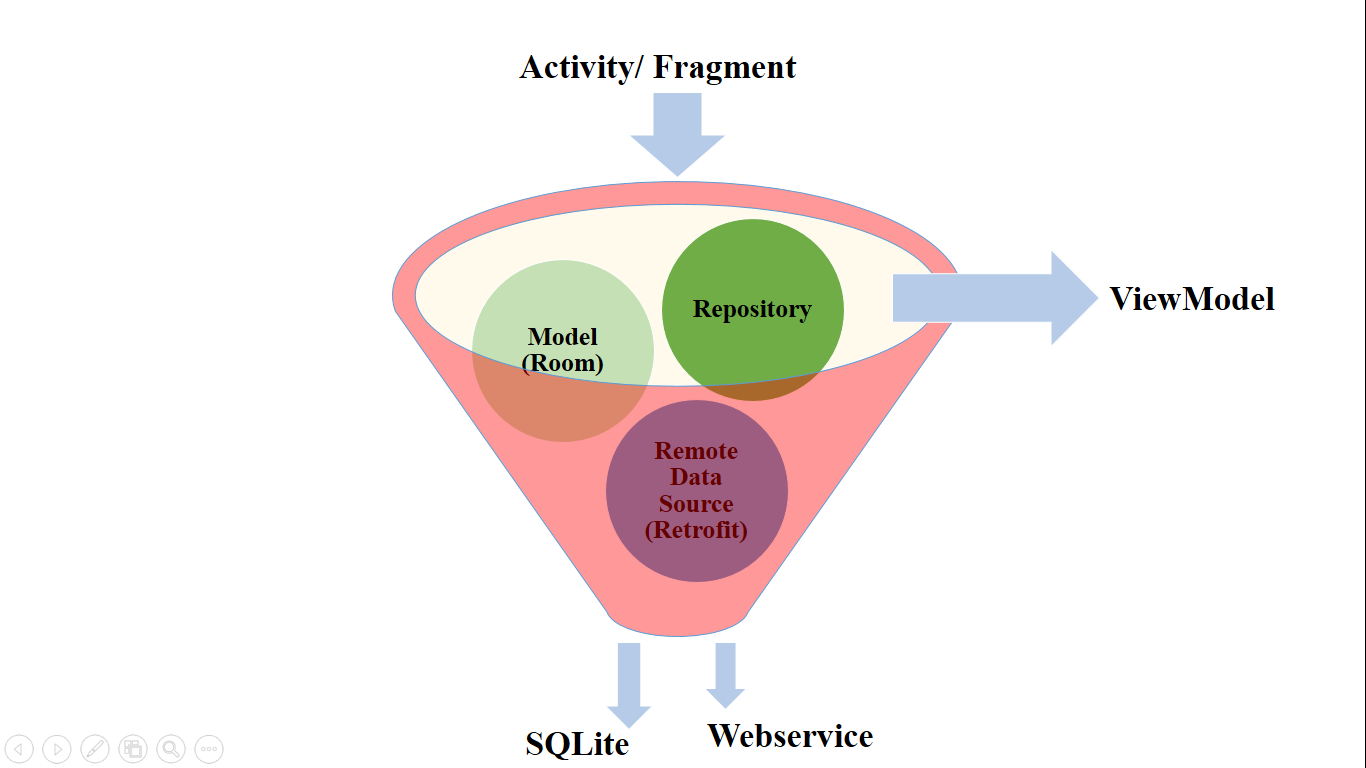 Activity/ Fragment
Repository
ViewModel
Model
(Room)
Remote
Data
Source
(Retrofit)
SQLite
Webservice